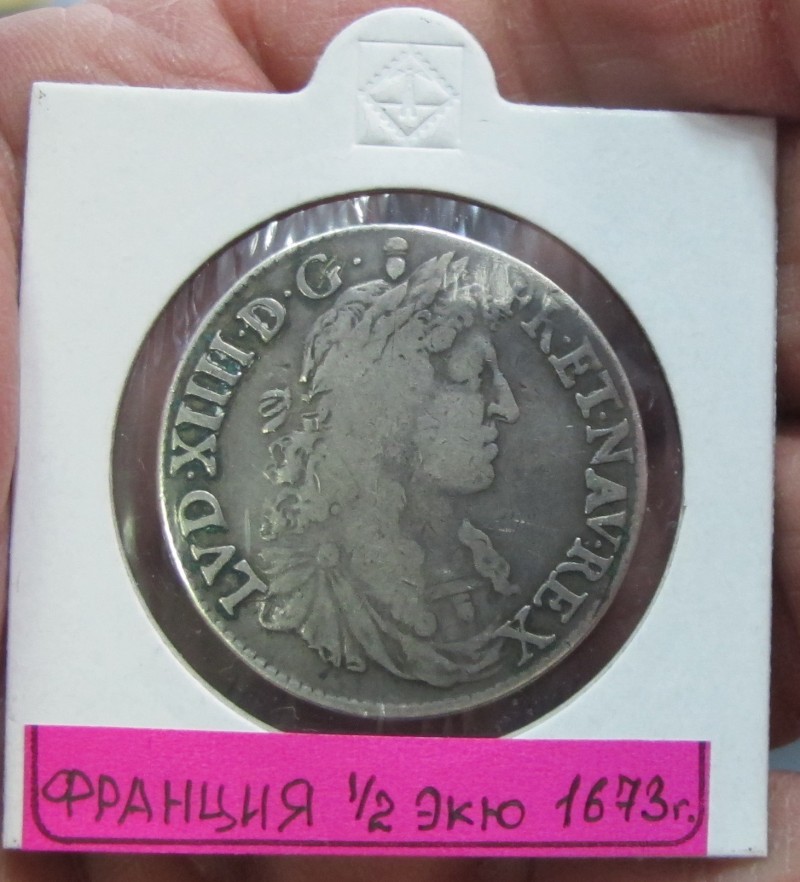 LVD·XIIII·D·G· FR·ET·NAV·REX
ФРАНЦИЯ 1/2 ЭКЮ 1673г.